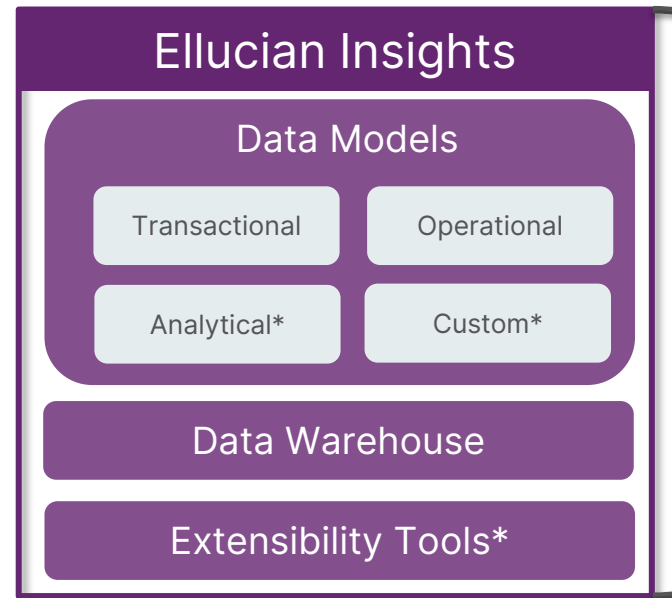 Ellucian Insights
Data Models
Transactional
Operational
Analytical*
Custom*
Data Warehouse
Extensibility Tools*